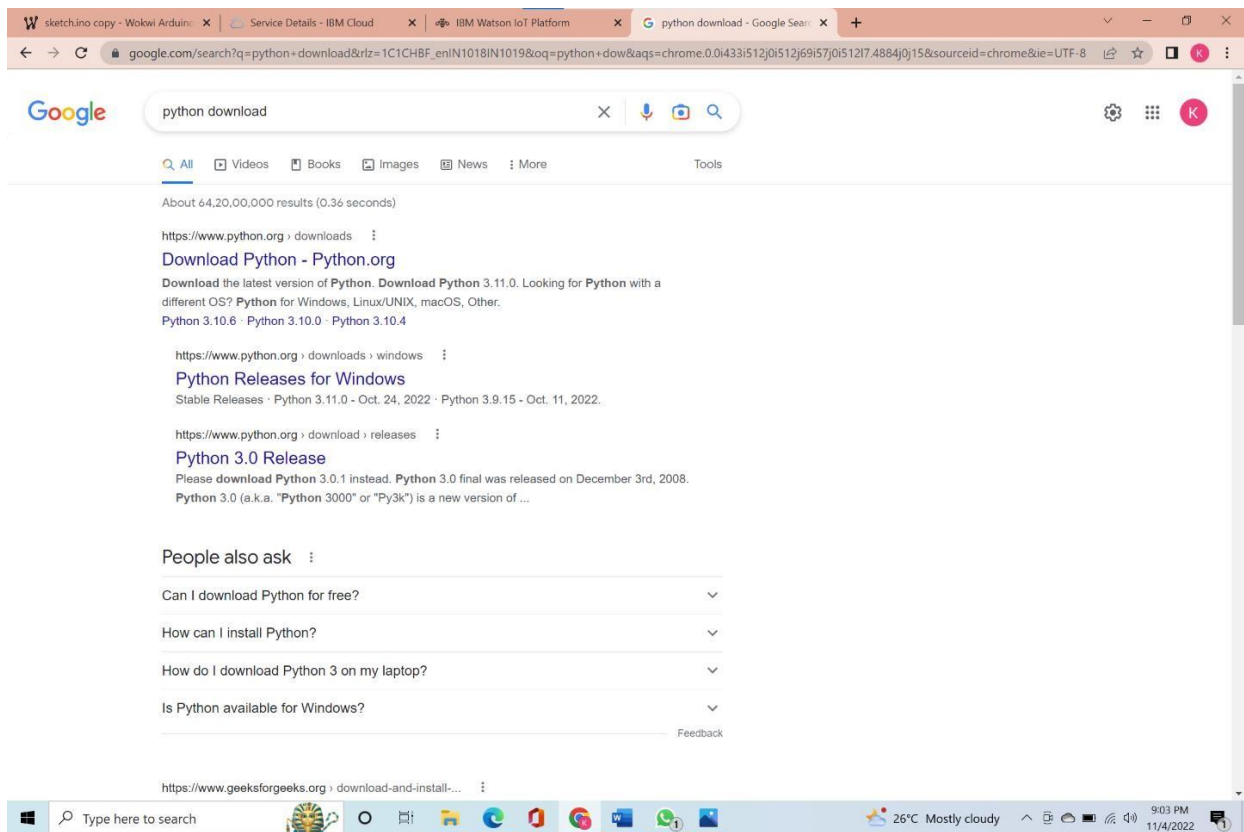 sketch.ino copy - Wokwi Arduino
Service Details - IBM Cloud
IBM Watson IoT Platform
python download - Google Searc
google.com/search?q=python+download&rlz=1C1CHBF_enIN1018IN1019&oq=python+dow&aqs=chrome.0.0i433i512j0i512j69i57j0i512l7.4884j0j15&sourceid=chrome&ie=UTF-8
K
Google
python download
K
All
Videos
Books
Images
News
More
Tools
About 64,20,00,000 results (0.36 seconds)
https://www.python.org › downloads
Download Python - Python.org
Download the latest version of Python. Download Python 3.11.0. Looking for Python with a
different OS? Python for Windows, Linux/UNIX, macOS, Other.
Python 3.10.6 · Python 3.10.0 · Python 3.10.4
https://www.python.org › downloads › windows
Python Releases for Windows
Stable Releases · Python 3.11.0 - Oct. 24, 2022 · Python 3.9.15 - Oct. 11, 2022.
https://www.python.org › download › releases
Python 3.0 Release
Please download Python 3.0.1 instead. Python 3.0 final was released on December 3rd, 2008.
Python 3.0 (a.k.a. "Python 3000" or "Py3k") is a new version of ...
People also ask
Can I download Python for free?
How can I install Python?
How do I download Python 3 on my laptop?
Is Python available for Windows?
Feedback
https://www.geeksforgeeks.org › download-and-install-...
Type here to search
1
26°C Mostly cloudy
9:03 PM
11/4/2022
1